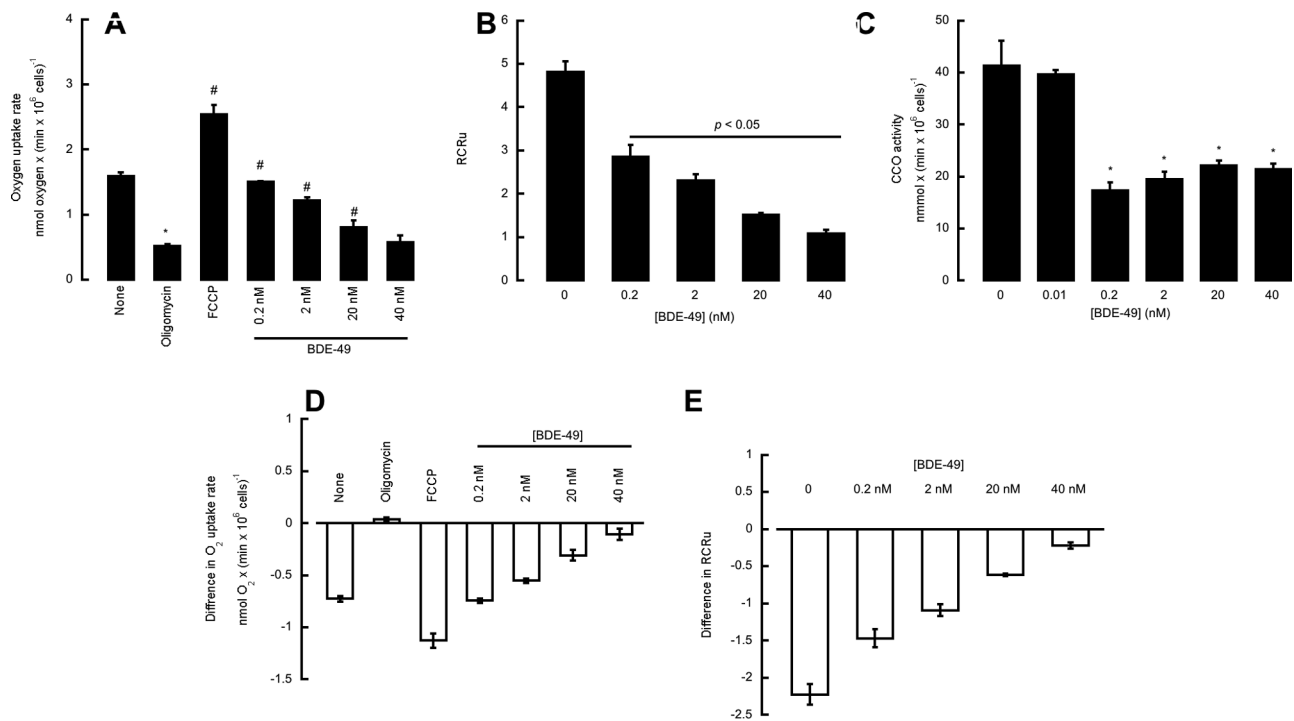 A
Oxygen uptake rate
nmol oxygen x (min x 10⁶ cells)⁻¹
4
3
2
1
0
#
*
#
#
#
None
Oligomycin
FCCP
0.2 nM
2 nM
20 nM
40 nM
BDE-49
B
RCRu
6
5
4
3
2
1
0
p < 0.05
0
0.2
2
20
40
[BDE-49] (nM)
C
CCO activity
nmmol x (min x 10⁶ cells)⁻¹
50
40
30
20
10
0
*
*
*
*
0
0.01
0.2
2
20
40
[BDE-49] (nM)
D
Diffrence in O₂ uptake rate
nmol O₂ x (min x 10⁶ cells)⁻¹
1
0.5
0
-0.5
-1
-1.5
[BDE-49]
None
Oligomycin
FCCP
0.2 nM
2 nM
20 nM
40 nM
E
Difference in RCRu
1
0.5
0
-0.5
-1
-1.5
-2
-2.5
[BDE-49]
0
0.2 nM
2 nM
20 nM
40 nM